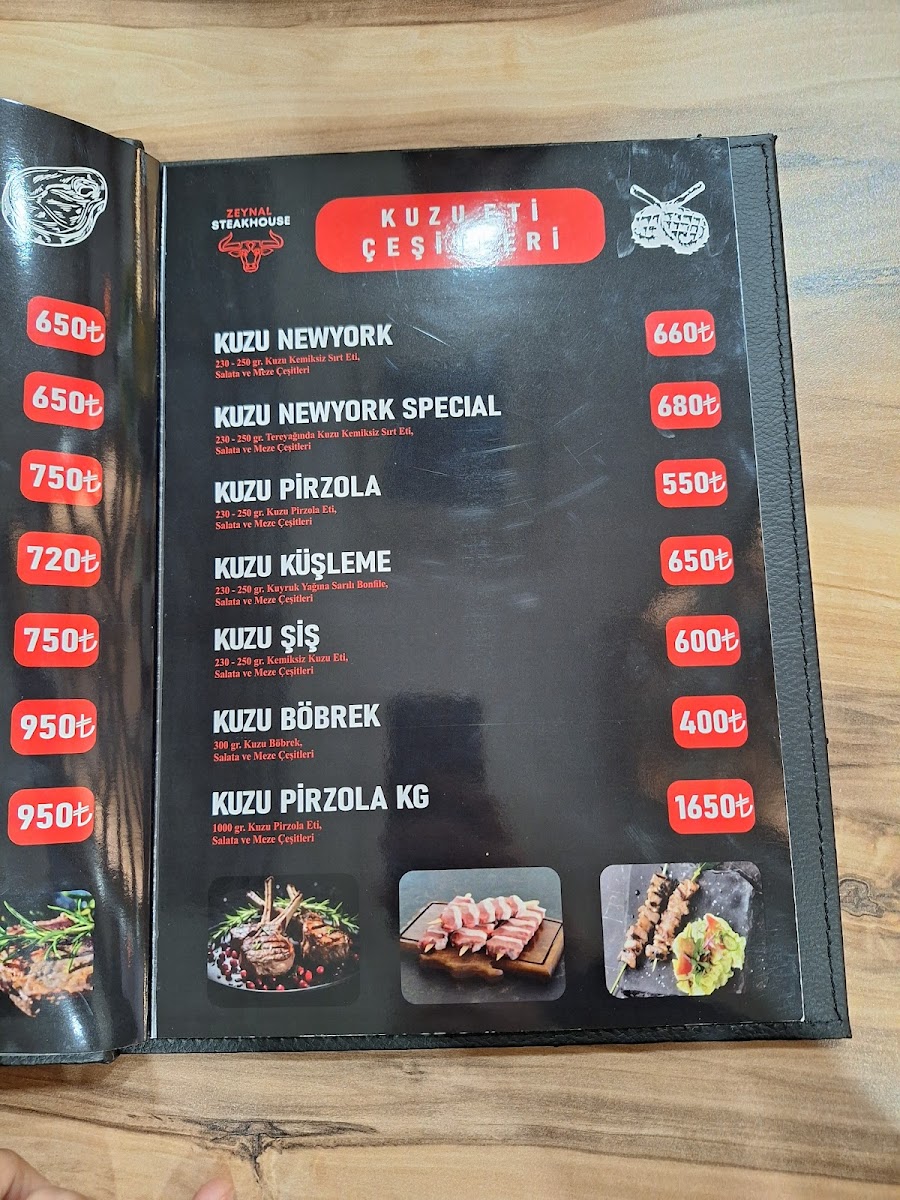 650₺
650₺
750₺
720₺
750₺
950₺
950₺
ZEYNAL
STEAKHOUSE
KUZU ETİ
ÇEŞİTLERİ
KUZU NEWYORK 660₺
230 - 250 gr. Kuzu Kemiksiz Sırt Eti,
Salata ve Meze Çeşitleri
KUZU NEWYORK SPECIAL 680₺
230 - 250 gr. Tereyağında Kuzu Kemiksiz Sırt Eti,
Salata ve Meze Çeşitleri
KUZU PİRZOLA 550₺
230 - 250 gr. Kuzu Pirzola Eti,
Salata ve Meze Çeşitleri
KUZU KÜŞLEME 650₺
230 - 250 gr. Kuyruk Yağına Sarılı Bonfile,
Salata ve Meze Çeşitleri
KUZU ŞİŞ 600₺
230 - 250 gr. Kemiksiz Kuzu Eti,
Salata ve Meze Çeşitleri
KUZU BÖBREK 400₺
300 gr. Kuzu Böbrek,
Salata ve Meze Çeşitleri
KUZU PİRZOLA KG 1650₺
1000 gr. Kuzu Pirzola Eti,
Salata ve Meze Çeşitleri